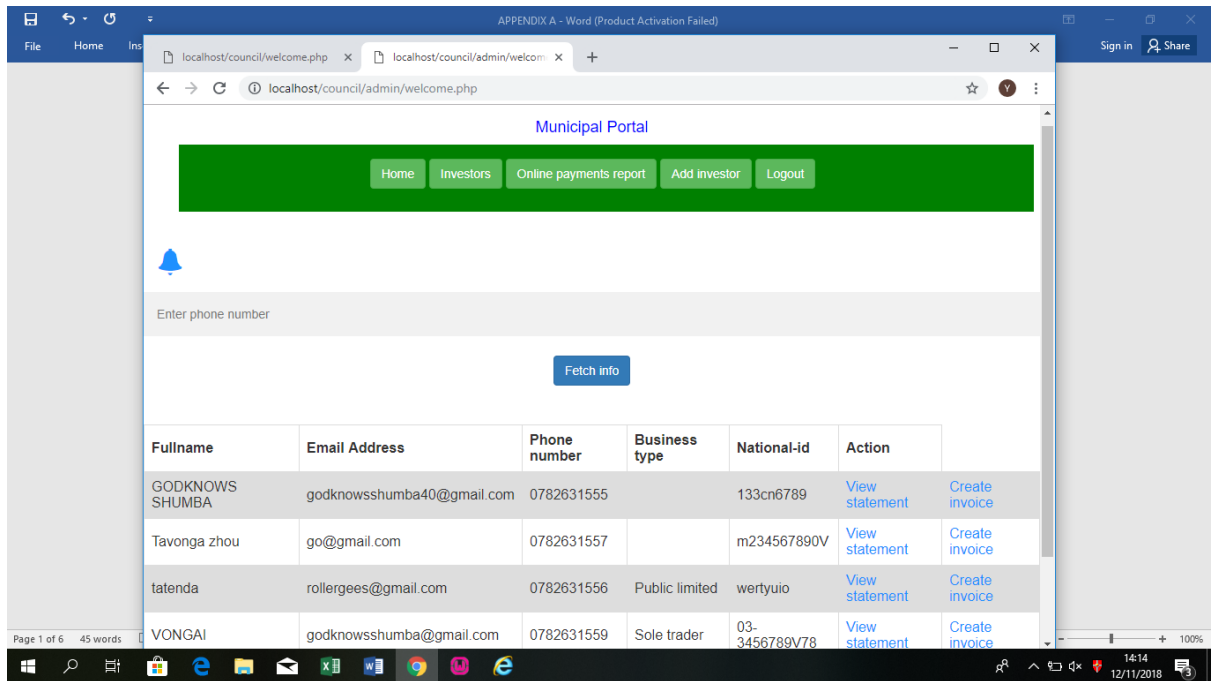 APPENDIX A - Word (Product Activation Failed)
File Home Ins
Sign in Share
localhost/council/welcome.php
localhost/council/admin/welcom
localhost/council/admin/welcome.php
Y
Municipal Portal
Home Investors Online payments report Add investor Logout
Enter phone number
Fetch info
Fullname Email Address Phone number Business type National-id Action
GODKNOWS SHUMBA godknowsshumba40@gmail.com 0782631555 133cn6789 View statement Create invoice
Tavonga zhou go@gmail.com 0782631557 m234567890V View statement Create invoice
tatenda rollergees@gmail.com 0782631556 Public limited wertyuio View statement Create invoice
VONGAI godknowsshumba@gmail.com 0782631559 Sole trader 03-3456789V78 View statement Create invoice
Page 1 of 6 45 words
100%
14:14
12/11/2018
3